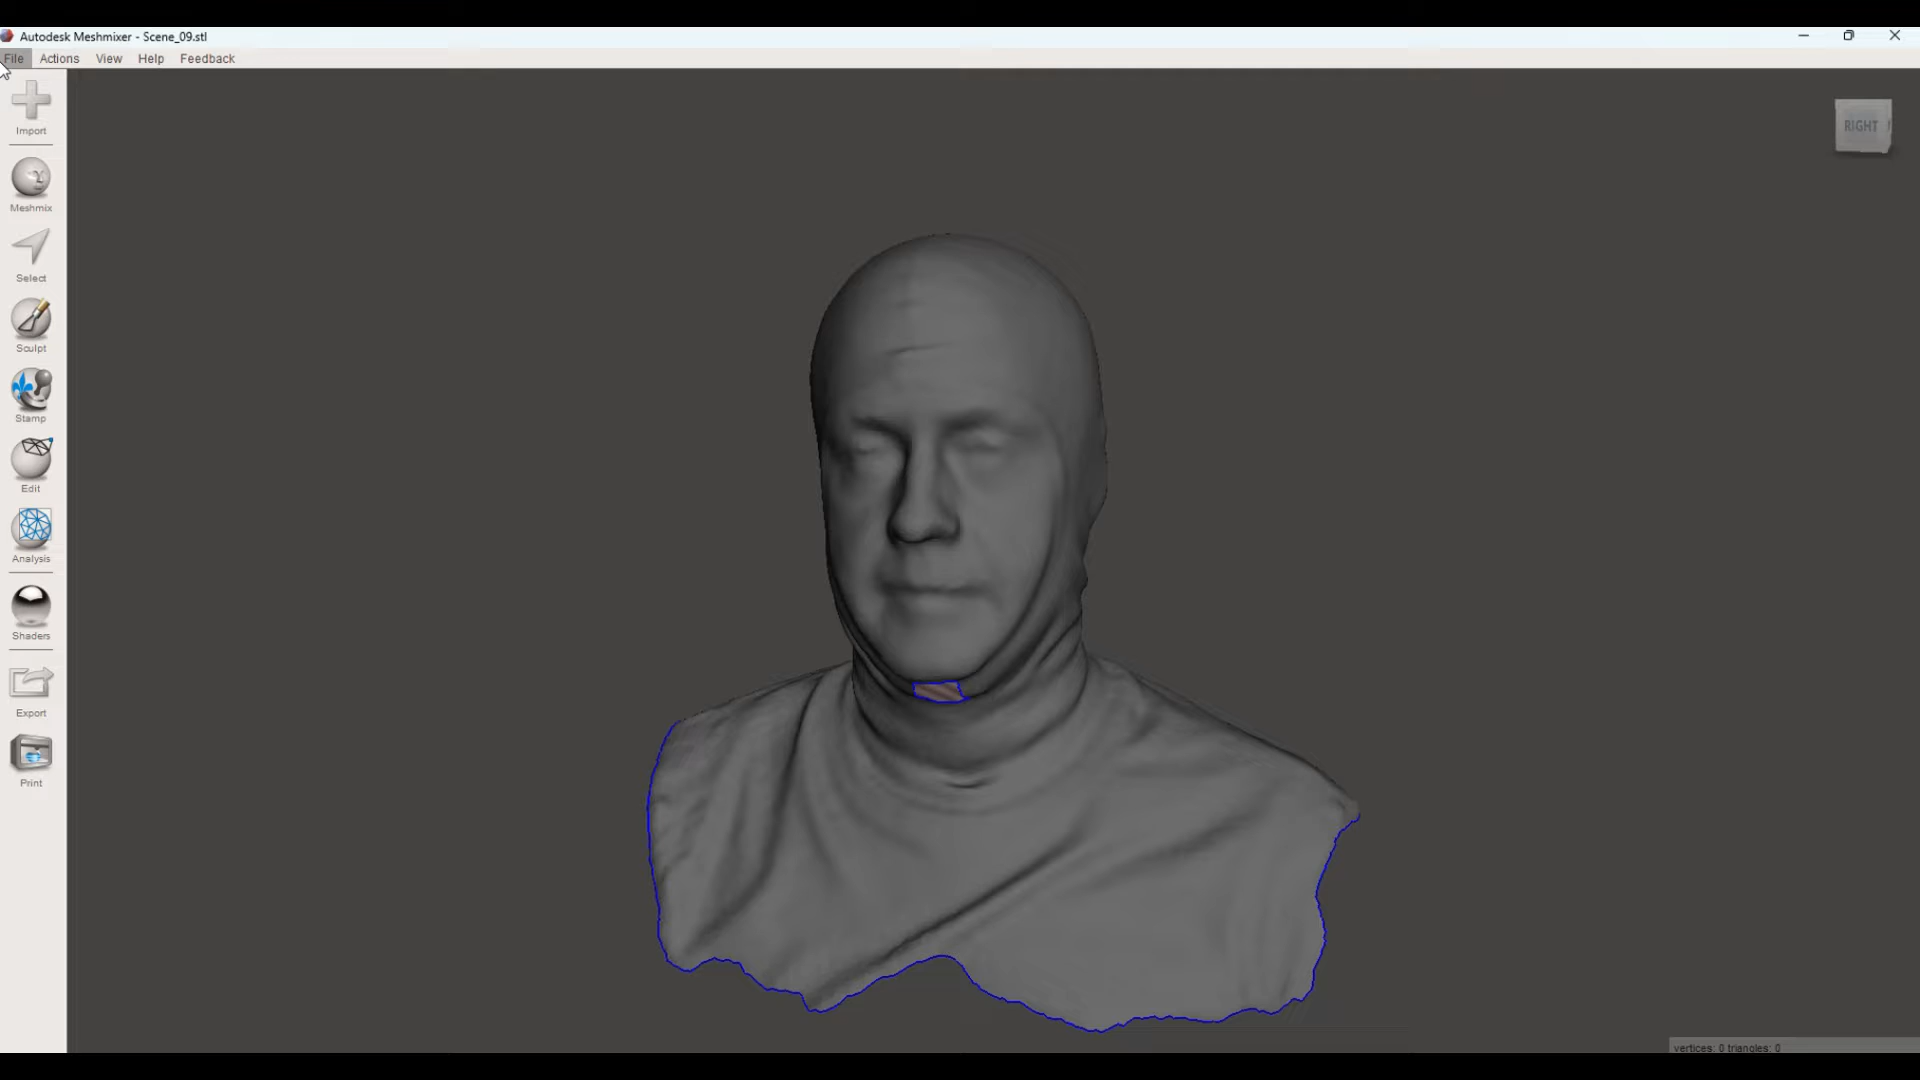 Autodesk Meshmixer - Scene_09.stl
File Actions View Help Feedback
Import
Meshmix
Select
Sculpt
Stamp
Edit
Analysis
Shaders
Export
Print
RIGHT
vertices: 0 triangles: 0